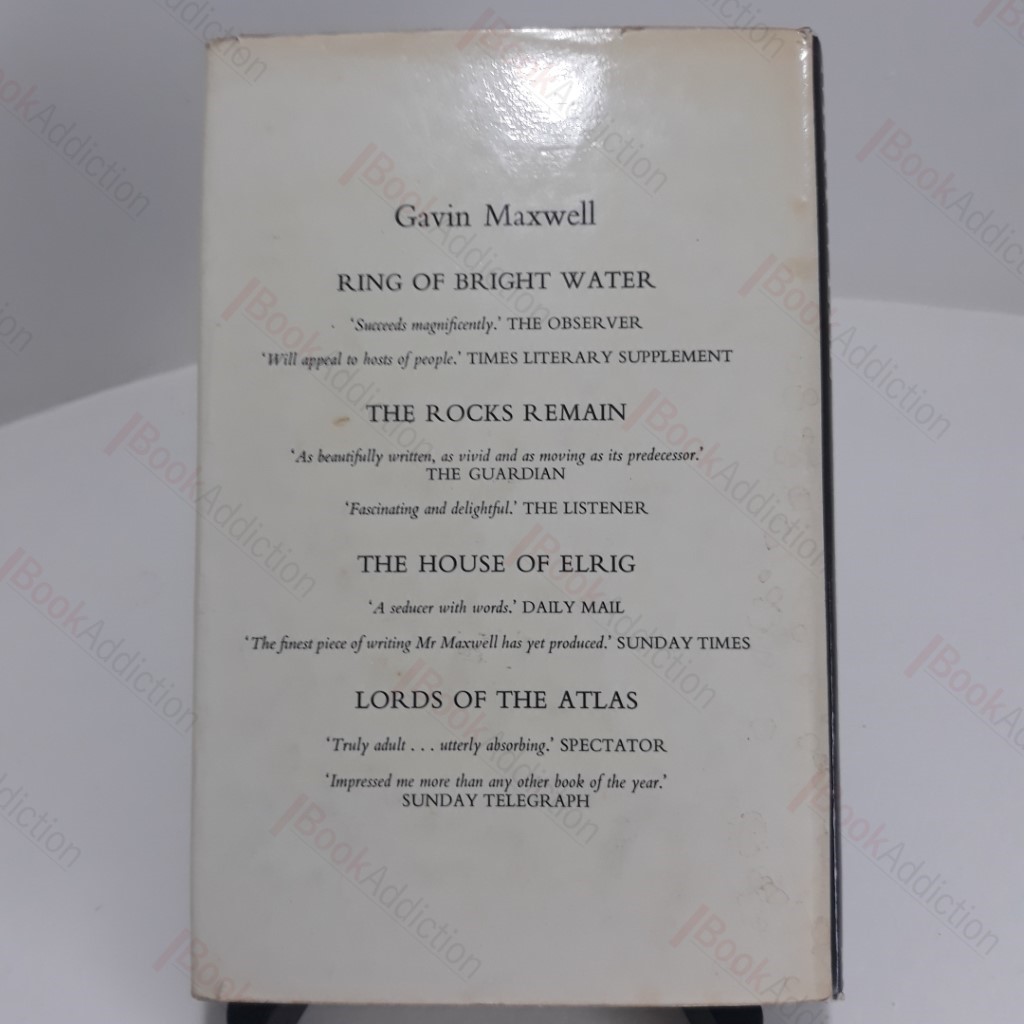 Gavin Maxwell
RING OF BRIGHT WATER
‘Succeeds magnificently.’ THE OBSERVER
‘Will appeal to hosts of people.’ TIMES LITERARY SUPPLEMENT
THE ROCKS REMAIN
‘As beautifully written, as vivid and as moving as its predecessor.’
THE GUARDIAN
‘Fascinating and delightful.’ THE LISTENER
THE HOUSE OF ELRIG
‘A seducer with words.’ DAILY MAIL
‘The finest piece of writing Mr Maxwell has yet produced.’ SUNDAY TIMES
LORDS OF THE ATLAS
‘Truly adult . . . utterly absorbing.’ SPECTATOR
‘Impressed me more than any other book of the year.’
SUNDAY TELEGRAPH
BookAddiction